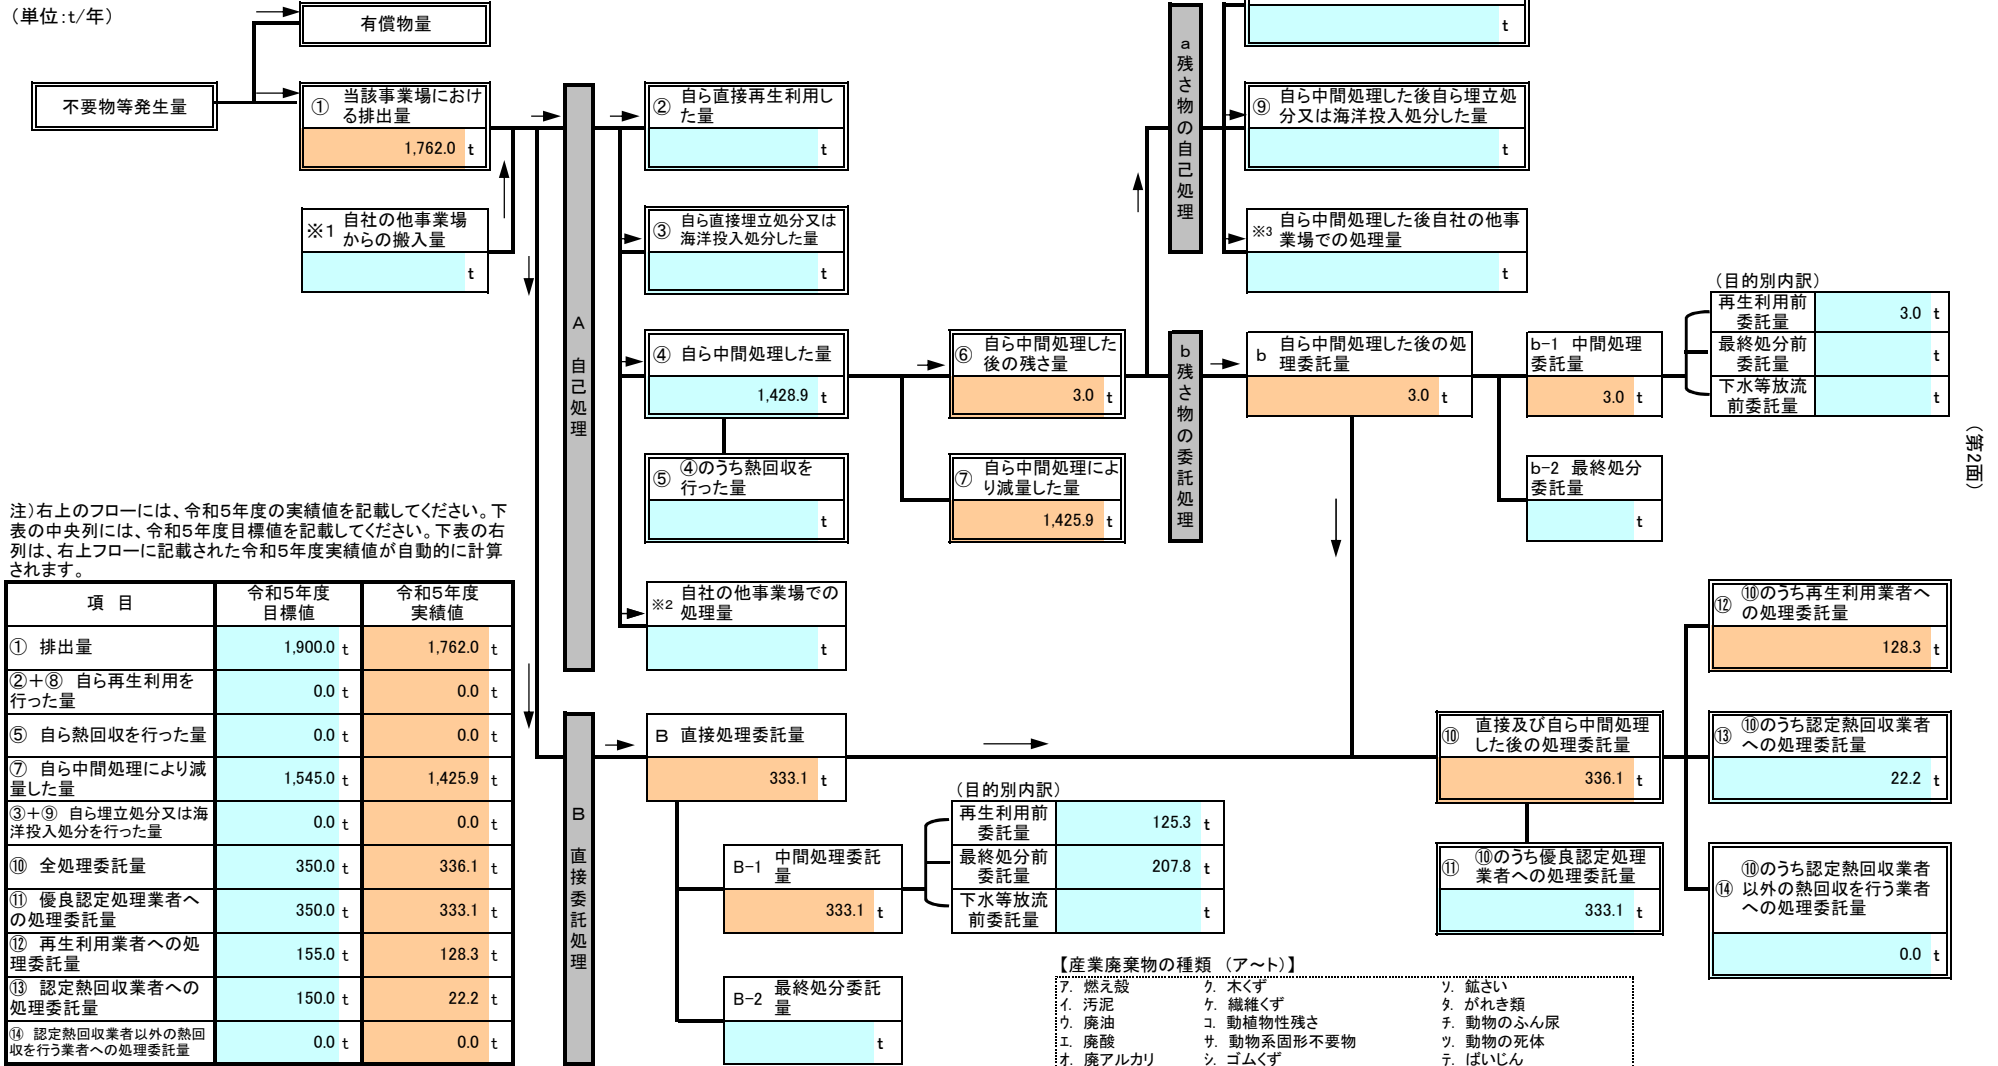 （単位：t/年）
有償物量
不要物等発生量
① 当該事業場におけ
る排出量
1,762.0 t
※1 自社の他事業場
からの搬入量
t
A 自己処理
② 自ら直接再生利用し
た量
t
③ 自ら直接埋立処分又は
海洋投入処分した量
t
④ 自ら中間処理した量
1,428.9 t
⑤ ④のうち熱回収を
行った量
t
※2 自社の他事業場での
処理量
t
⑥ 自ら中間処理した
後の残さ量
3.0 t
⑦ 自ら中間処理によ
り減量した量
1,425.9 t
a 残さ物の自己処理
t
⑨ 自ら中間処理した後自ら埋立処
分又は海洋投入処分した量
t
※3 自ら中間処理した後自社の他事
業場での処理量
t
b 残さ物の委託処理
b 自ら中間処理した後の処
理委託量
3.0 t
b-1 中間処理
委託量
3.0 t
b-2 最終処分
委託量
t
（目的別内訳）
再生利用前
委託量
3.0 t
最終処分前
委託量
t
下水等放流
前委託量
t
（第2面）
注）右上のフローには、令和5年度の実績値を記載してください。下
表の中央列には、令和5年度目標値を記載してください。下表の右
列は、右上フローに記載された令和5年度実績値が自動的に計算
されます。
項 目 令和5年度 目標値 令和5年度 実績値
① 排出量 1,900.0 t 1,762.0 t
②＋⑧ 自ら再生利用を
行った量 0.0 t 0.0 t
⑤ 自ら熱回収を行った量 0.0 t 0.0 t
⑦ 自ら中間処理により減
量した量 1,545.0 t 1,425.9 t
③＋⑨ 自ら埋立処分又は海
洋投入処分を行った量 0.0 t 0.0 t
⑩ 全処理委託量 350.0 t 336.1 t
⑪ 優良認定処理業者へ
の処理委託量 350.0 t 333.1 t
⑫ 再生利用業者への処
理委託量 155.0 t 128.3 t
⑬ 認定熱回収業者への
処理委託量 150.0 t 22.2 t
⑭ 認定熱回収業者以外の熱回
収を行う業者への処理委託量 0.0 t 0.0 t
B 直接委託処理
B 直接処理委託量
333.1 t
B-1 中間処理委託
量
333.1 t
B-2 最終処分委託
量
t
（目的別内訳）
再生利用前
委託量
125.3 t
最終処分前
委託量
207.8 t
下水等放流
前委託量
t
⑩ 直接及び自ら中間処理
した後の処理委託量
336.1 t
⑪ ⑩のうち優良認定処理
業者への処理委託量
333.1 t
⑫ ⑩のうち再生利用業者へ
の処理委託量
128.3 t
⑬ ⑩のうち認定熱回収業者
への処理委託量
22.2 t
⑭ ⑩のうち認定熱回収業者
以外の熱回収を行う業者
への処理委託量
0.0 t
【産業廃棄物の種類 （ア～ト）】
ア. 燃え殻 ク. 木くず ソ. 鉱さい
イ. 汚泥 ケ. 繊維くず タ. がれき類
ウ. 廃油 コ. 動植物性残さ チ. 動物のふん尿
エ. 廃酸 サ. 動物系固形不要物 ツ. 動物の死体
オ. 廃アルカリ シ. ゴムくず テ. ばいじん